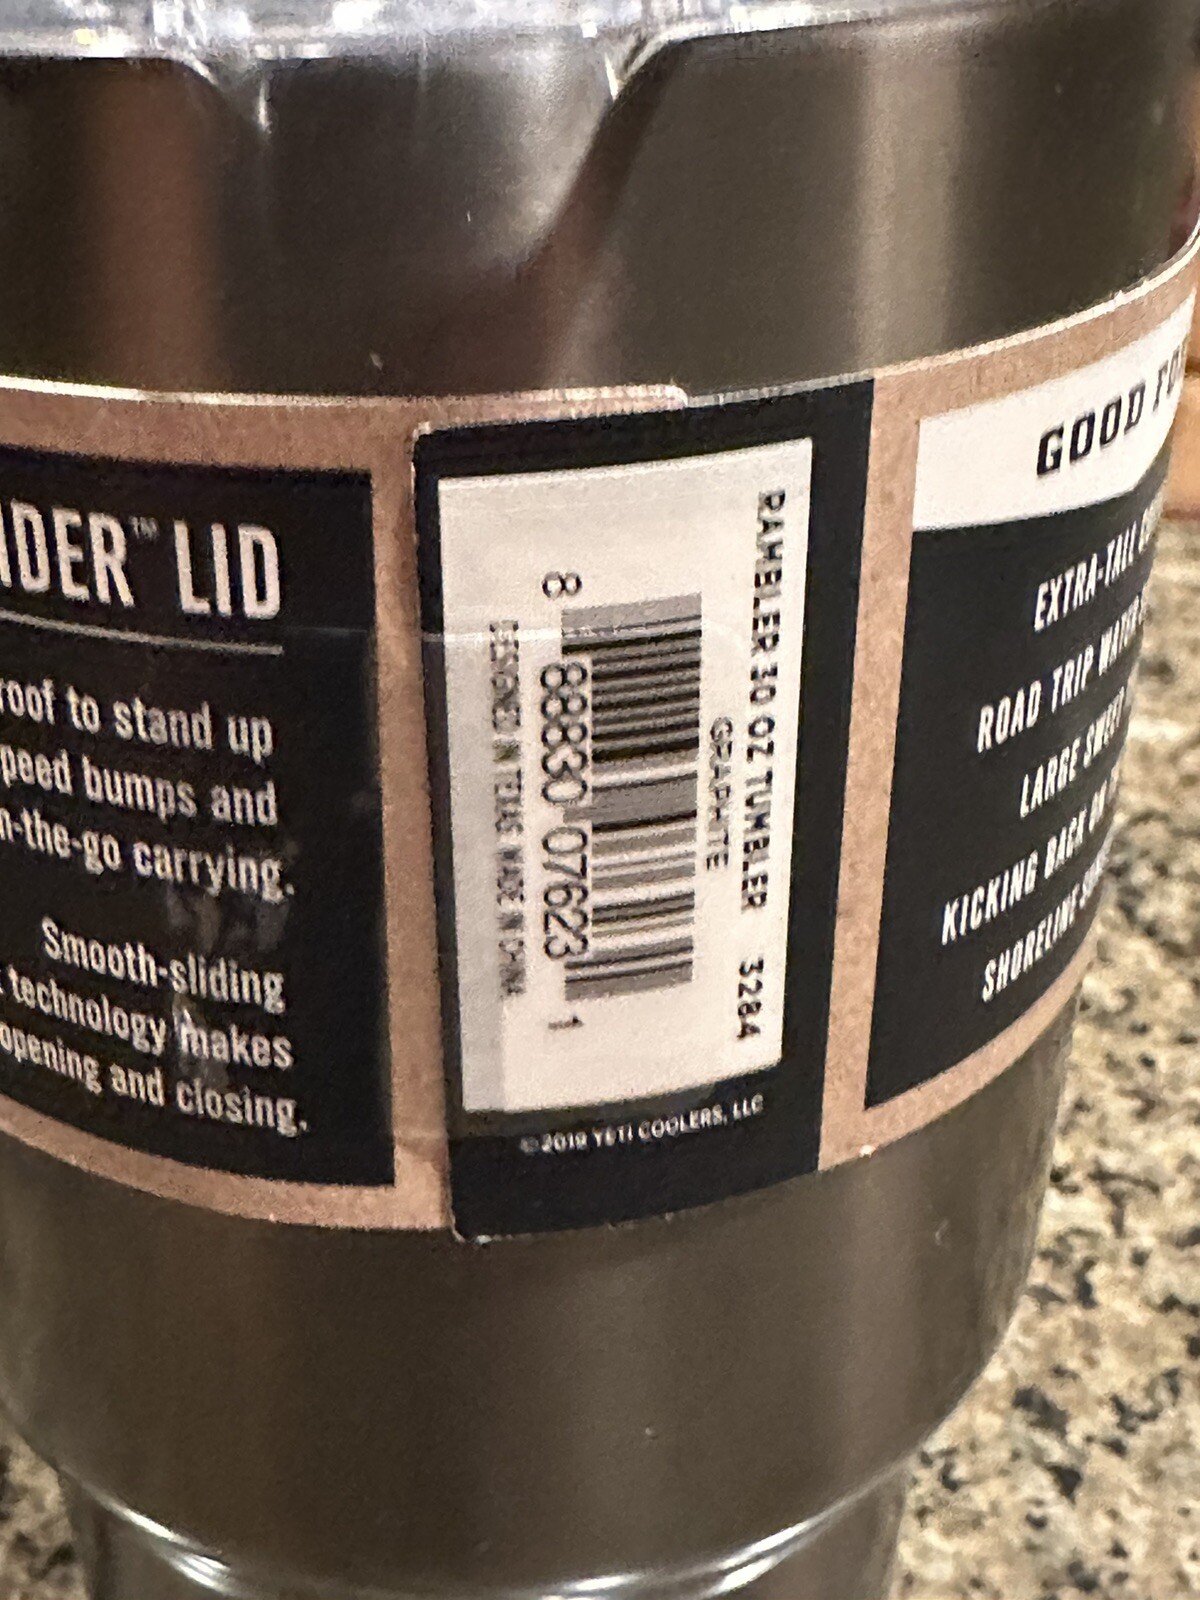 LID
roof to stand up
peed bumps and
n-the-go carrying.
Smooth-sliding
technology makes
opening and closing.
RAMBLER 30 OZ TUMBLER 3284
GRAPHITE
8 88830 07623 1
DESIGNED IN TEXAS. MADE IN CHINA
© 2019 YETI COOLERS, LLC
GOOD
EXTRA-TALL
ROAD TRIP WATER
LARGE SWEET
KICKING BACK
SHORELINE